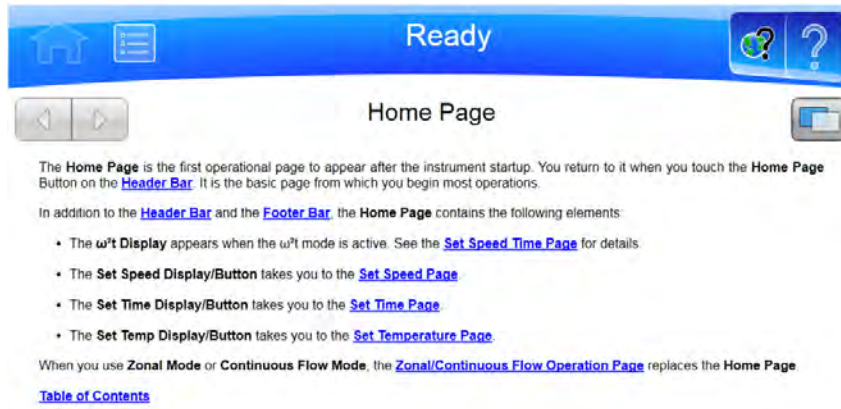 Ready
Home Page
The Home Page is the first operational page to appear after the instrument startup. You return to it when you touch the Home Page
Button on the Header Bar. It is the basic page from which you begin most operations.
In addition to the Header Bar and the Footer Bar, the Home Page contains the following elements:
• The ω²t Display appears when the ω²t mode is active. See the Set Speed Time Page for details.
• The Set Speed Display/Button takes you to the Set Speed Page.
• The Set Time Display/Button takes you to the Set Time Page.
• The Set Temp Display/Button takes you to the Set Temperature Page.
When you use Zonal Mode or Continuous Flow Mode, the Zonal/Continuous Flow Operation Page replaces the Home Page.
Table of Contents